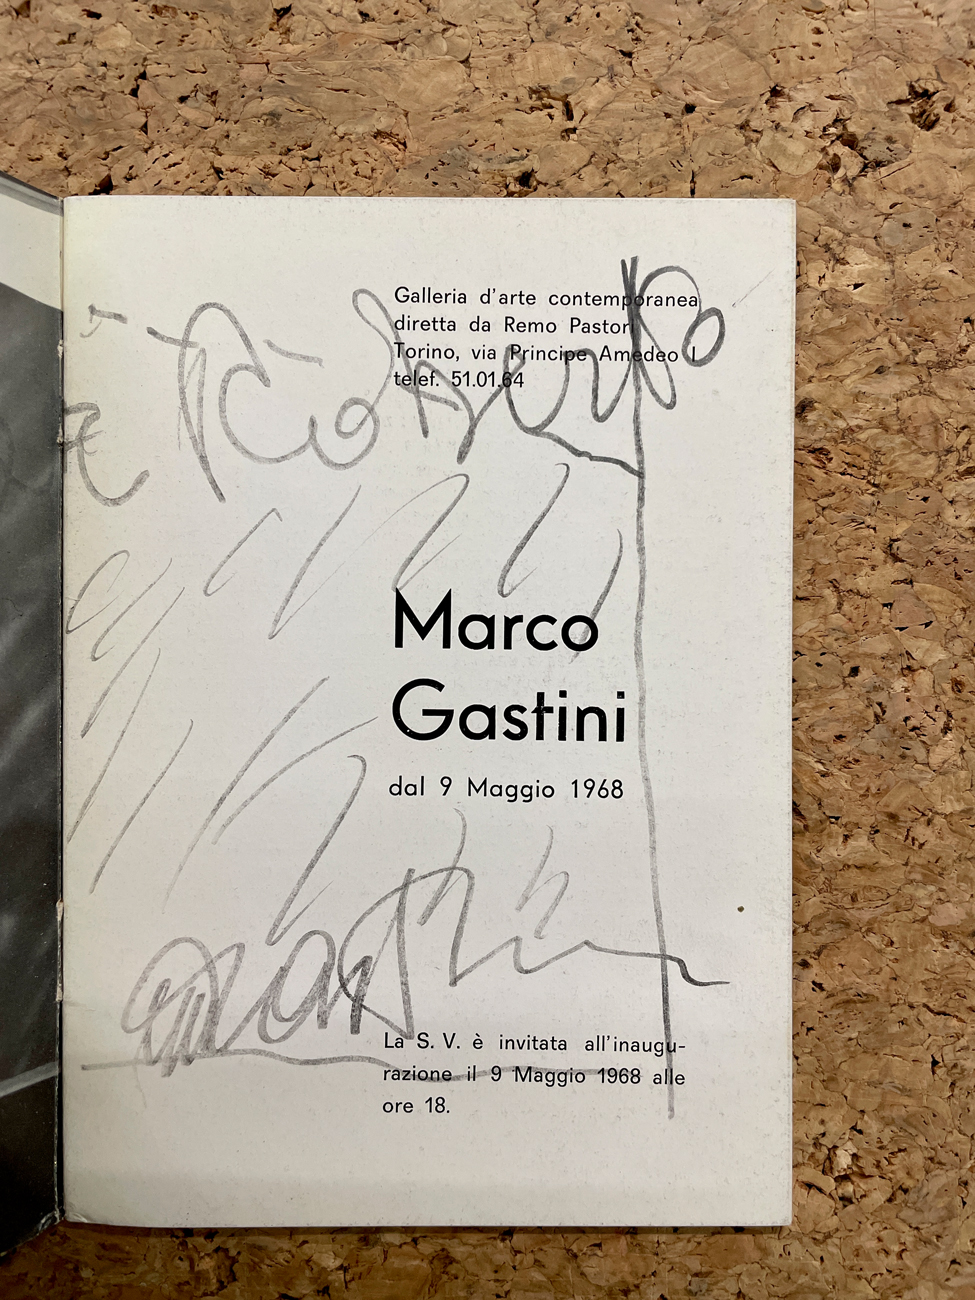 Galleria d'arte contemporanea
diretta da Remo Pastori
Torino, via Principe Amedeo I
telef. 51.01.64
Marco
Gastini
dal 9 Maggio 1968
La S. V. è invitata all'inaugu-
razione il 9 Maggio 1968 alle
ore 18.